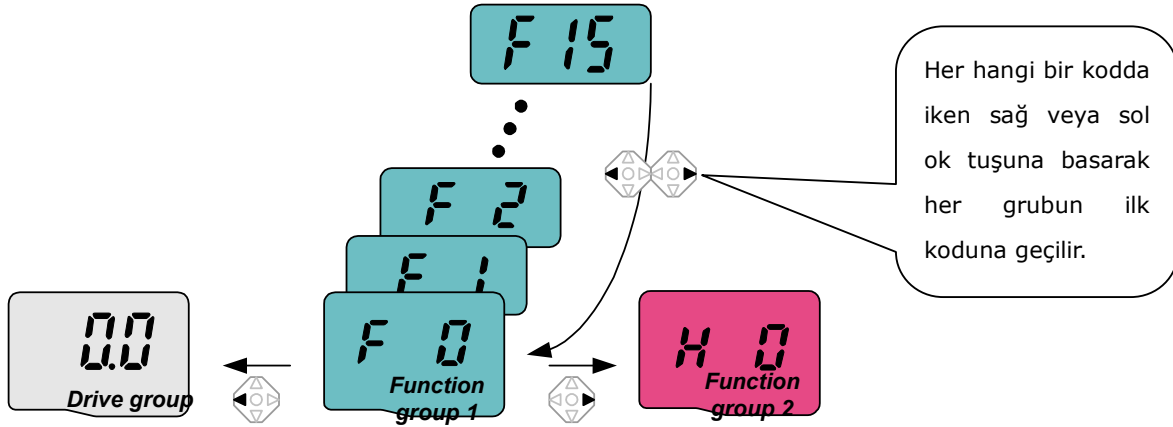 F 15
Her hangi bir kodda
iken sağ veya sol
ok tuşuna basarak
her grubun ilk
koduna geçilir.
F 2
F 1
0.0
Drive group
F 0
Function
group 1
H 0
Function
group 2